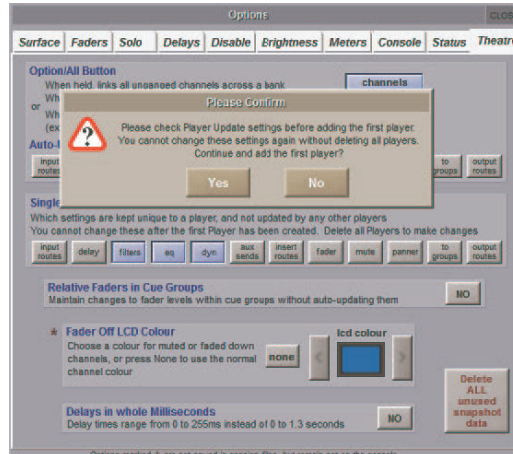 Options
CLOS
Surface Faders Solo Delays Disable Brightness Meters Console Status Theatre
Option/All Button
When held, links all unganged channels across a bank
channels
Wh
or Wh
(ex
Please Confirm
Please check Player Update settings before adding the first player.
You cannot change these settings again without deleting all players.
Continue and add the first player?
Yes No
Auto-
input routes
to groups
output routes
Single
Which settings are kept unique to a player, and not updated by any other players
You cannot change these after the first Player has been created. Delete all Players to make changes
input routes
delay
filters
eq
dyn
aux sends
insert routes
fader
mute
panner
to groups
output routes
Relative Faders in Cue Groups
Maintain changes to fader levels within cue groups without auto-updating them
NO
* Fader Off LCD Colour
Choose a colour for muted or faded down
channels, or press None to use the normal
channel colour
none
lcd colour
< >
Delete
ALL
unused
snapshot
data
Delays in whole Milliseconds
Delay times range from 0 to 255ms instead of 0 to 1.3 seconds
NO